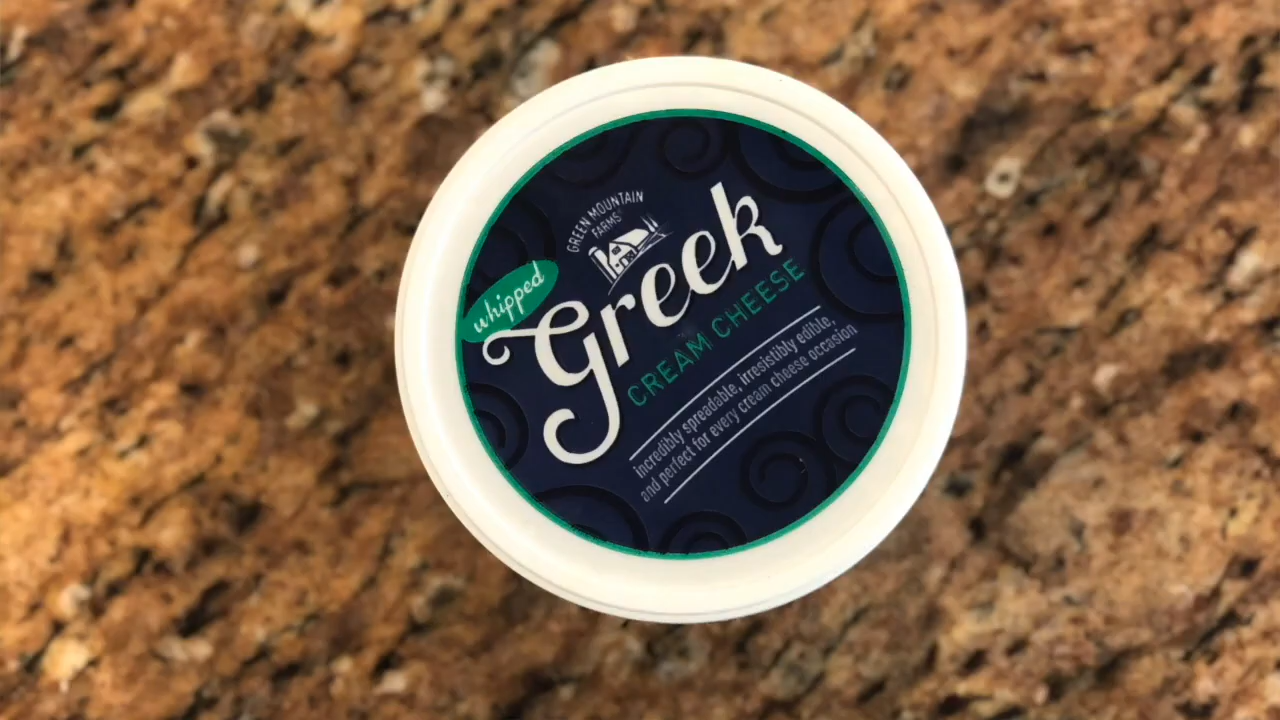 GREEN MOUNTAIN
FARMS
whipped
Greek
CREAM CHEESE
incredibly spreadable, irresistibly edible,
and perfect for every cream cheese occasion